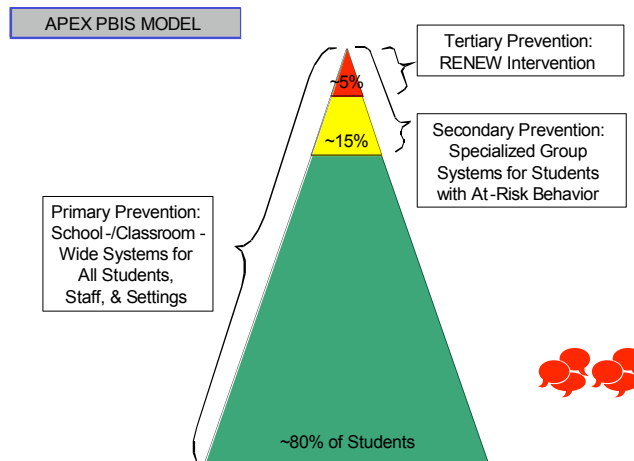 APEX PBIS MODEL
Tertiary Prevention:
RENEW Intervention
~5%
~15%
Secondary Prevention:
Specialized Group
Systems for Students
with At-Risk Behavior
Primary Prevention:
School-/Classroom-
Wide Systems for
All Students,
Staff, & Settings
~80% of Students